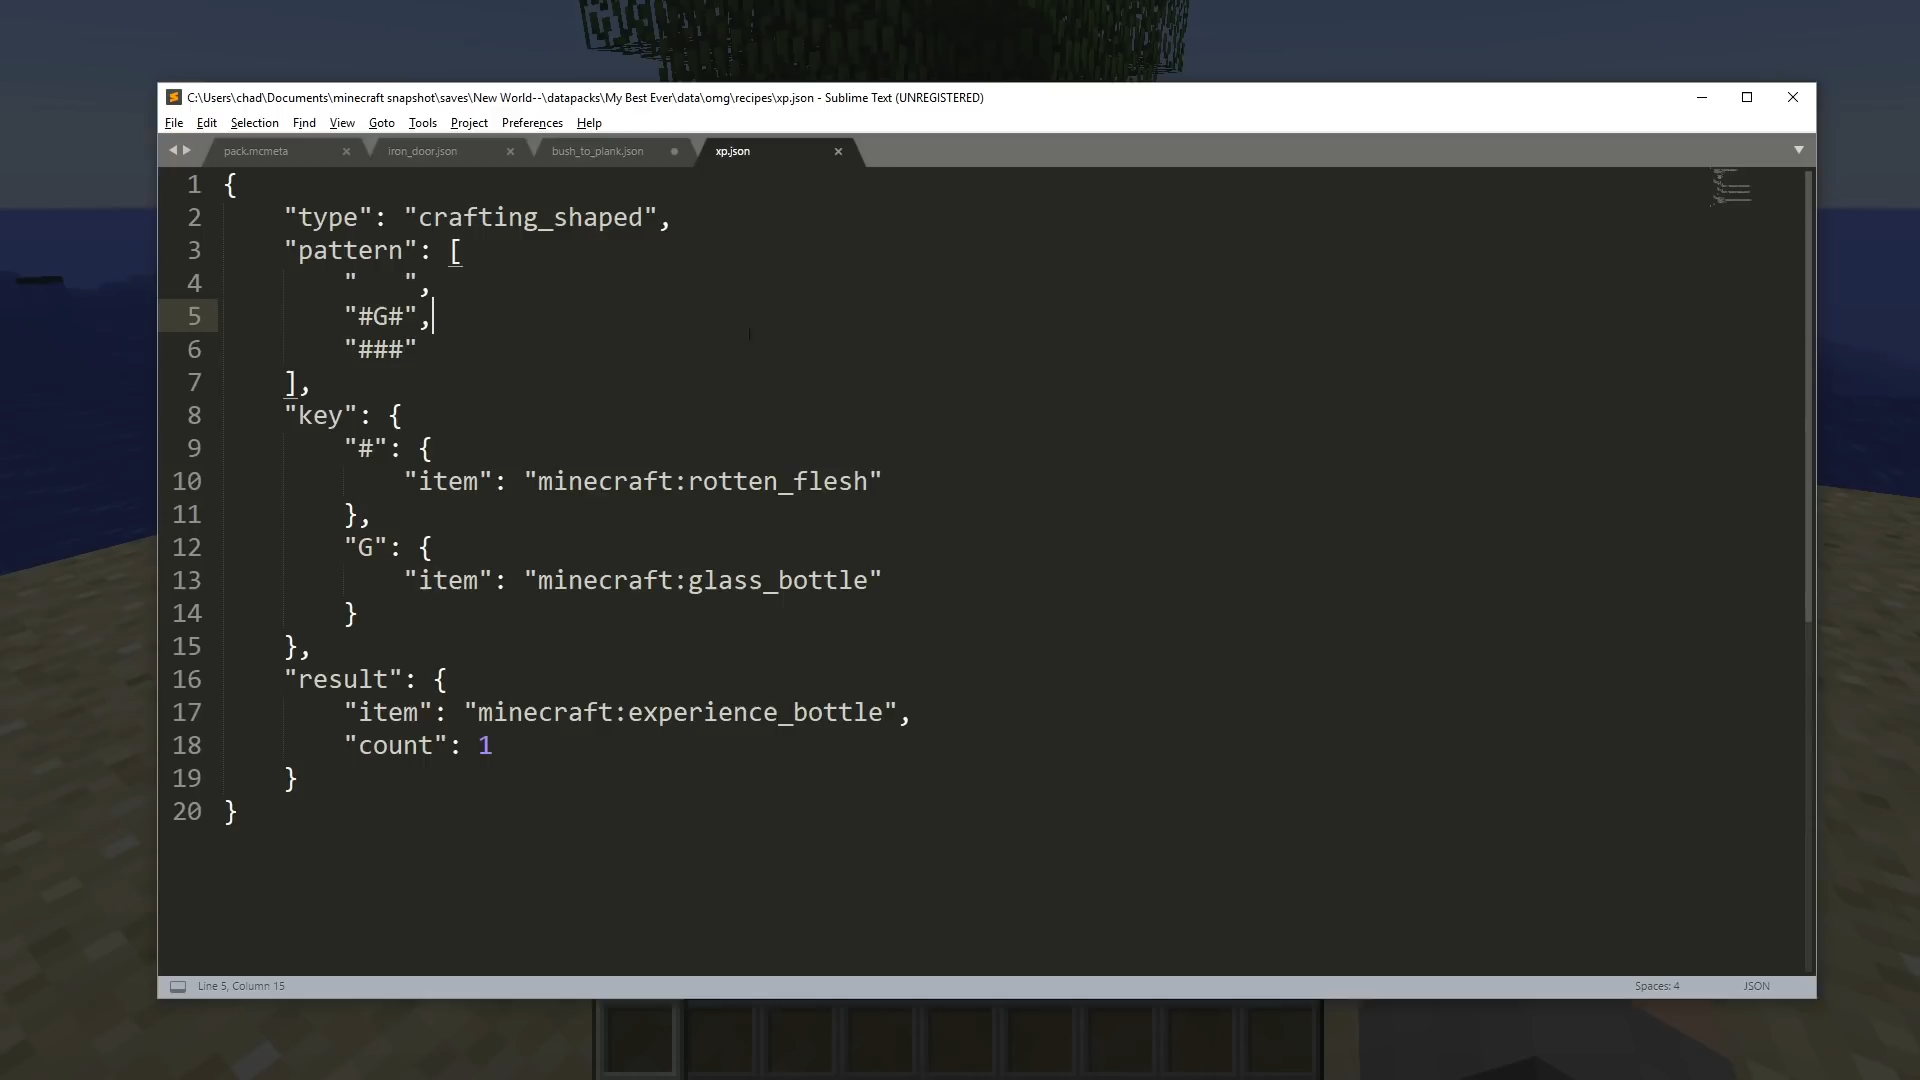 C:\Users\chad\Documents\minecraft snapshot\saves\New World--\datapacks\My Best Ever\data\omg\recipes\xp.json - Sublime Text (UNREGISTERED)
File Edit Selection Find View Goto Tools Project Preferences Help
pack.mcmeta iron_door.json bush_to_plank.json xp.json
1 {
2     "type": "crafting_shaped",
3     "pattern": [
4         "   ",
5         "#G#",
6         "###"
7     ],
8     "key": {
9         "#": {
10             "item": "minecraft:rotten_flesh"
11         },
12         "G": {
13             "item": "minecraft:glass_bottle"
14         }
15     },
16     "result": {
17         "item": "minecraft:experience_bottle",
18         "count": 1
19     }
20 }
Line 5, Column 15 Spaces: 4 JSON